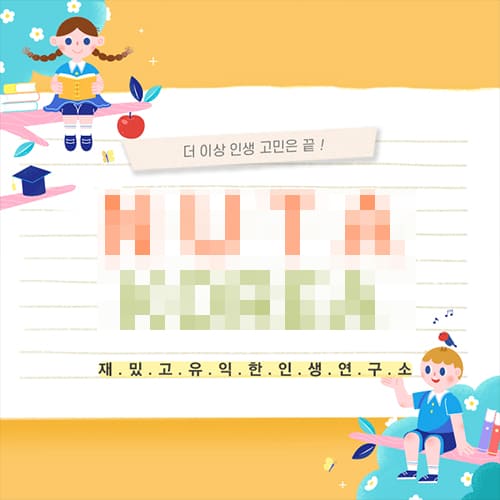 더 이상 인생 고민은 끝 !
KOREA
재 . 밌 . 고 . 유 . 익 . 한 . 인 . 생 . 연 . 구 . 소